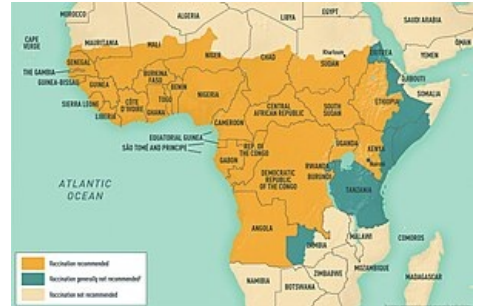 MOROCCO
ALGERIA
LIBYA
EGYPT
SAUDI ARABIA
OMAN
CAPE
VERDE
MAURITANIA
MALI
NIGER
CHAD
Khartoum
SUDAN
ERITREA
YEMEN
SENEGAL
THE GAMBIA
GUINEA-BISSAU
GUINEA
SIERRA LEONE
LIBERIA
CÔTE
D'IVOIRE
BURKINA
FASO
GHANA
TOGO
BENIN
NIGERIA
CAMEROON
CENTRAL
AFRICAN REPUBLIC
SOUTH
SUDAN
ETHIOPIA
DJIBOUTI
SOMALIA
EQUATORIAL GUINEA
SÃO TOMÉ AND PRINCIPE
GABON
REP. OF
THE CONGO
DEMOCRATIC
REPUBLIC
OF THE CONGO
UGANDA
KENYA
Nairobi
RWANDA
BURUNDI
TANZANIA
ATLANTIC
OCEAN
ANGOLA
ZAMBIA
MALAWI
COMOROS
NAMIBIA
BOTSWANA
ZIMBABWE
MOZAMBIQUE
MADAGASCAR
Vaccination recommended
Vaccination generally not recommended
Vaccination not recommended